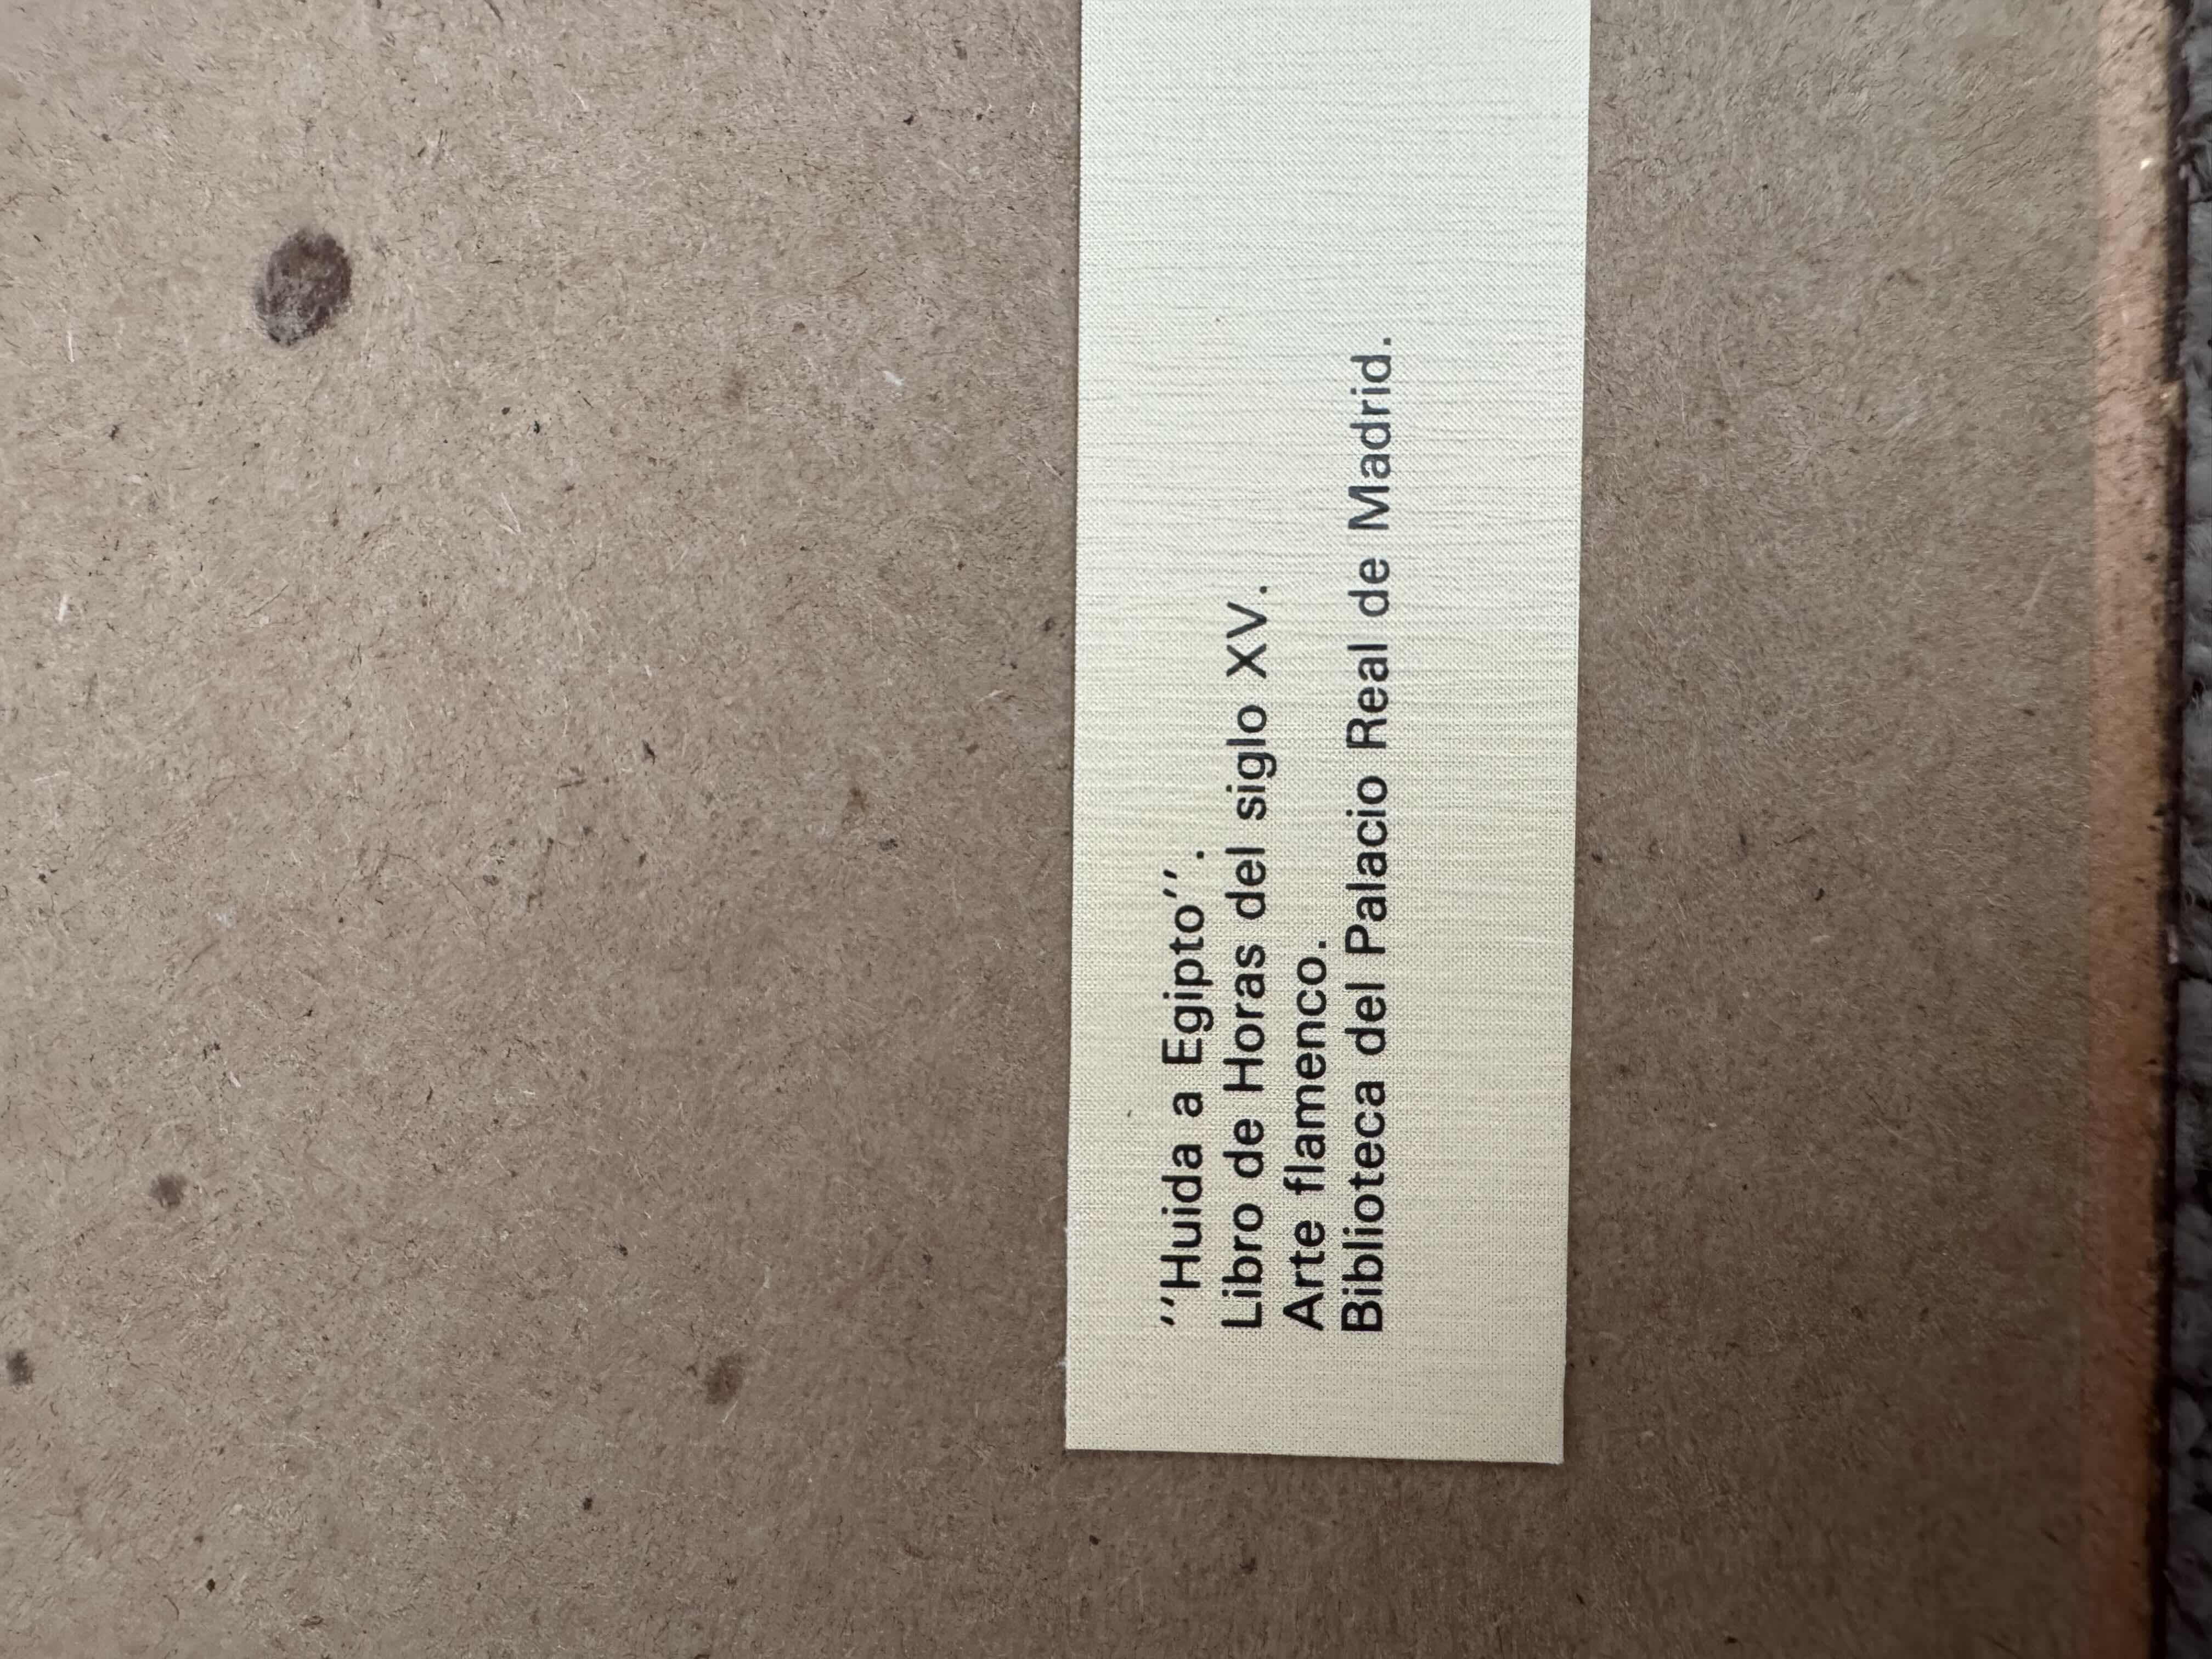 ''Huida a Egipto''.
Libro de Horas del siglo XV.
Arte flamenco.
Biblioteca del Palacio Real de Madrid.